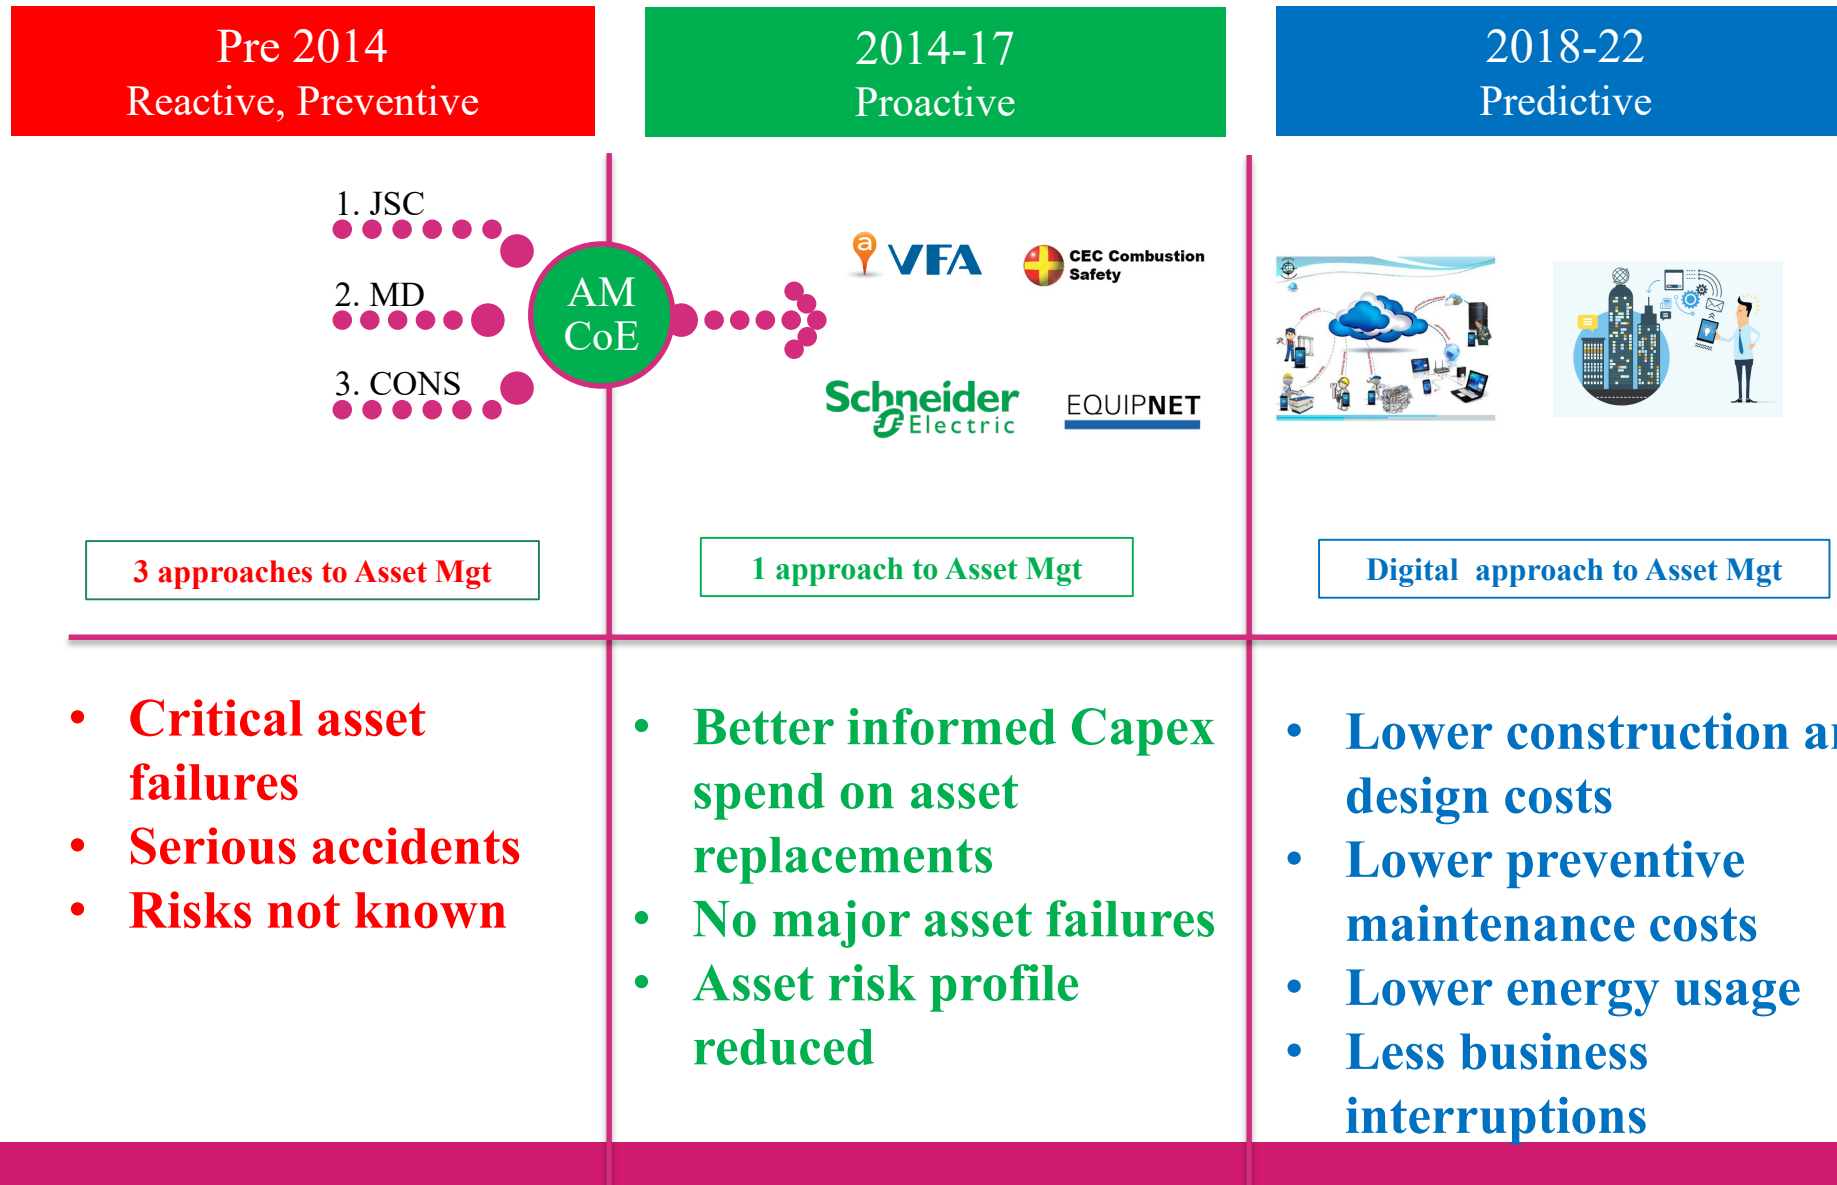 Pre 2014
Reactive, Preventive
2014-17
Proactive
2018-22
Predictive
1. JSC
2. MD
3. CONS
AM
CoE
a VFA
CEC Combustion
Safety
Schneider
Electric
EQUIPNET
3 approaches to Asset Mgt
1 approach to Asset Mgt
Digital approach to Asset Mgt
• Critical asset
failures
• Serious accidents
• Risks not known
• Better informed Capex
spend on asset
replacements
• No major asset failures
• Asset risk profile
reduced
• Lower construction
design costs
• Lower preventive
maintenance costs
• Lower energy usage
• Less business
interruptions